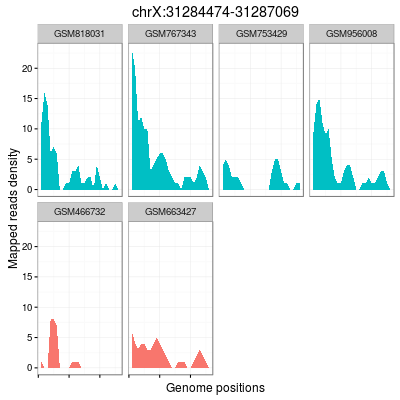 chrX:31284474-31287069
GSM818031 GSM767343 GSM753429 GSM956008
20
15
10
5
0
Mapped reads density
GSM466732 GSM663427
20
15
10
5
0
Genome positions